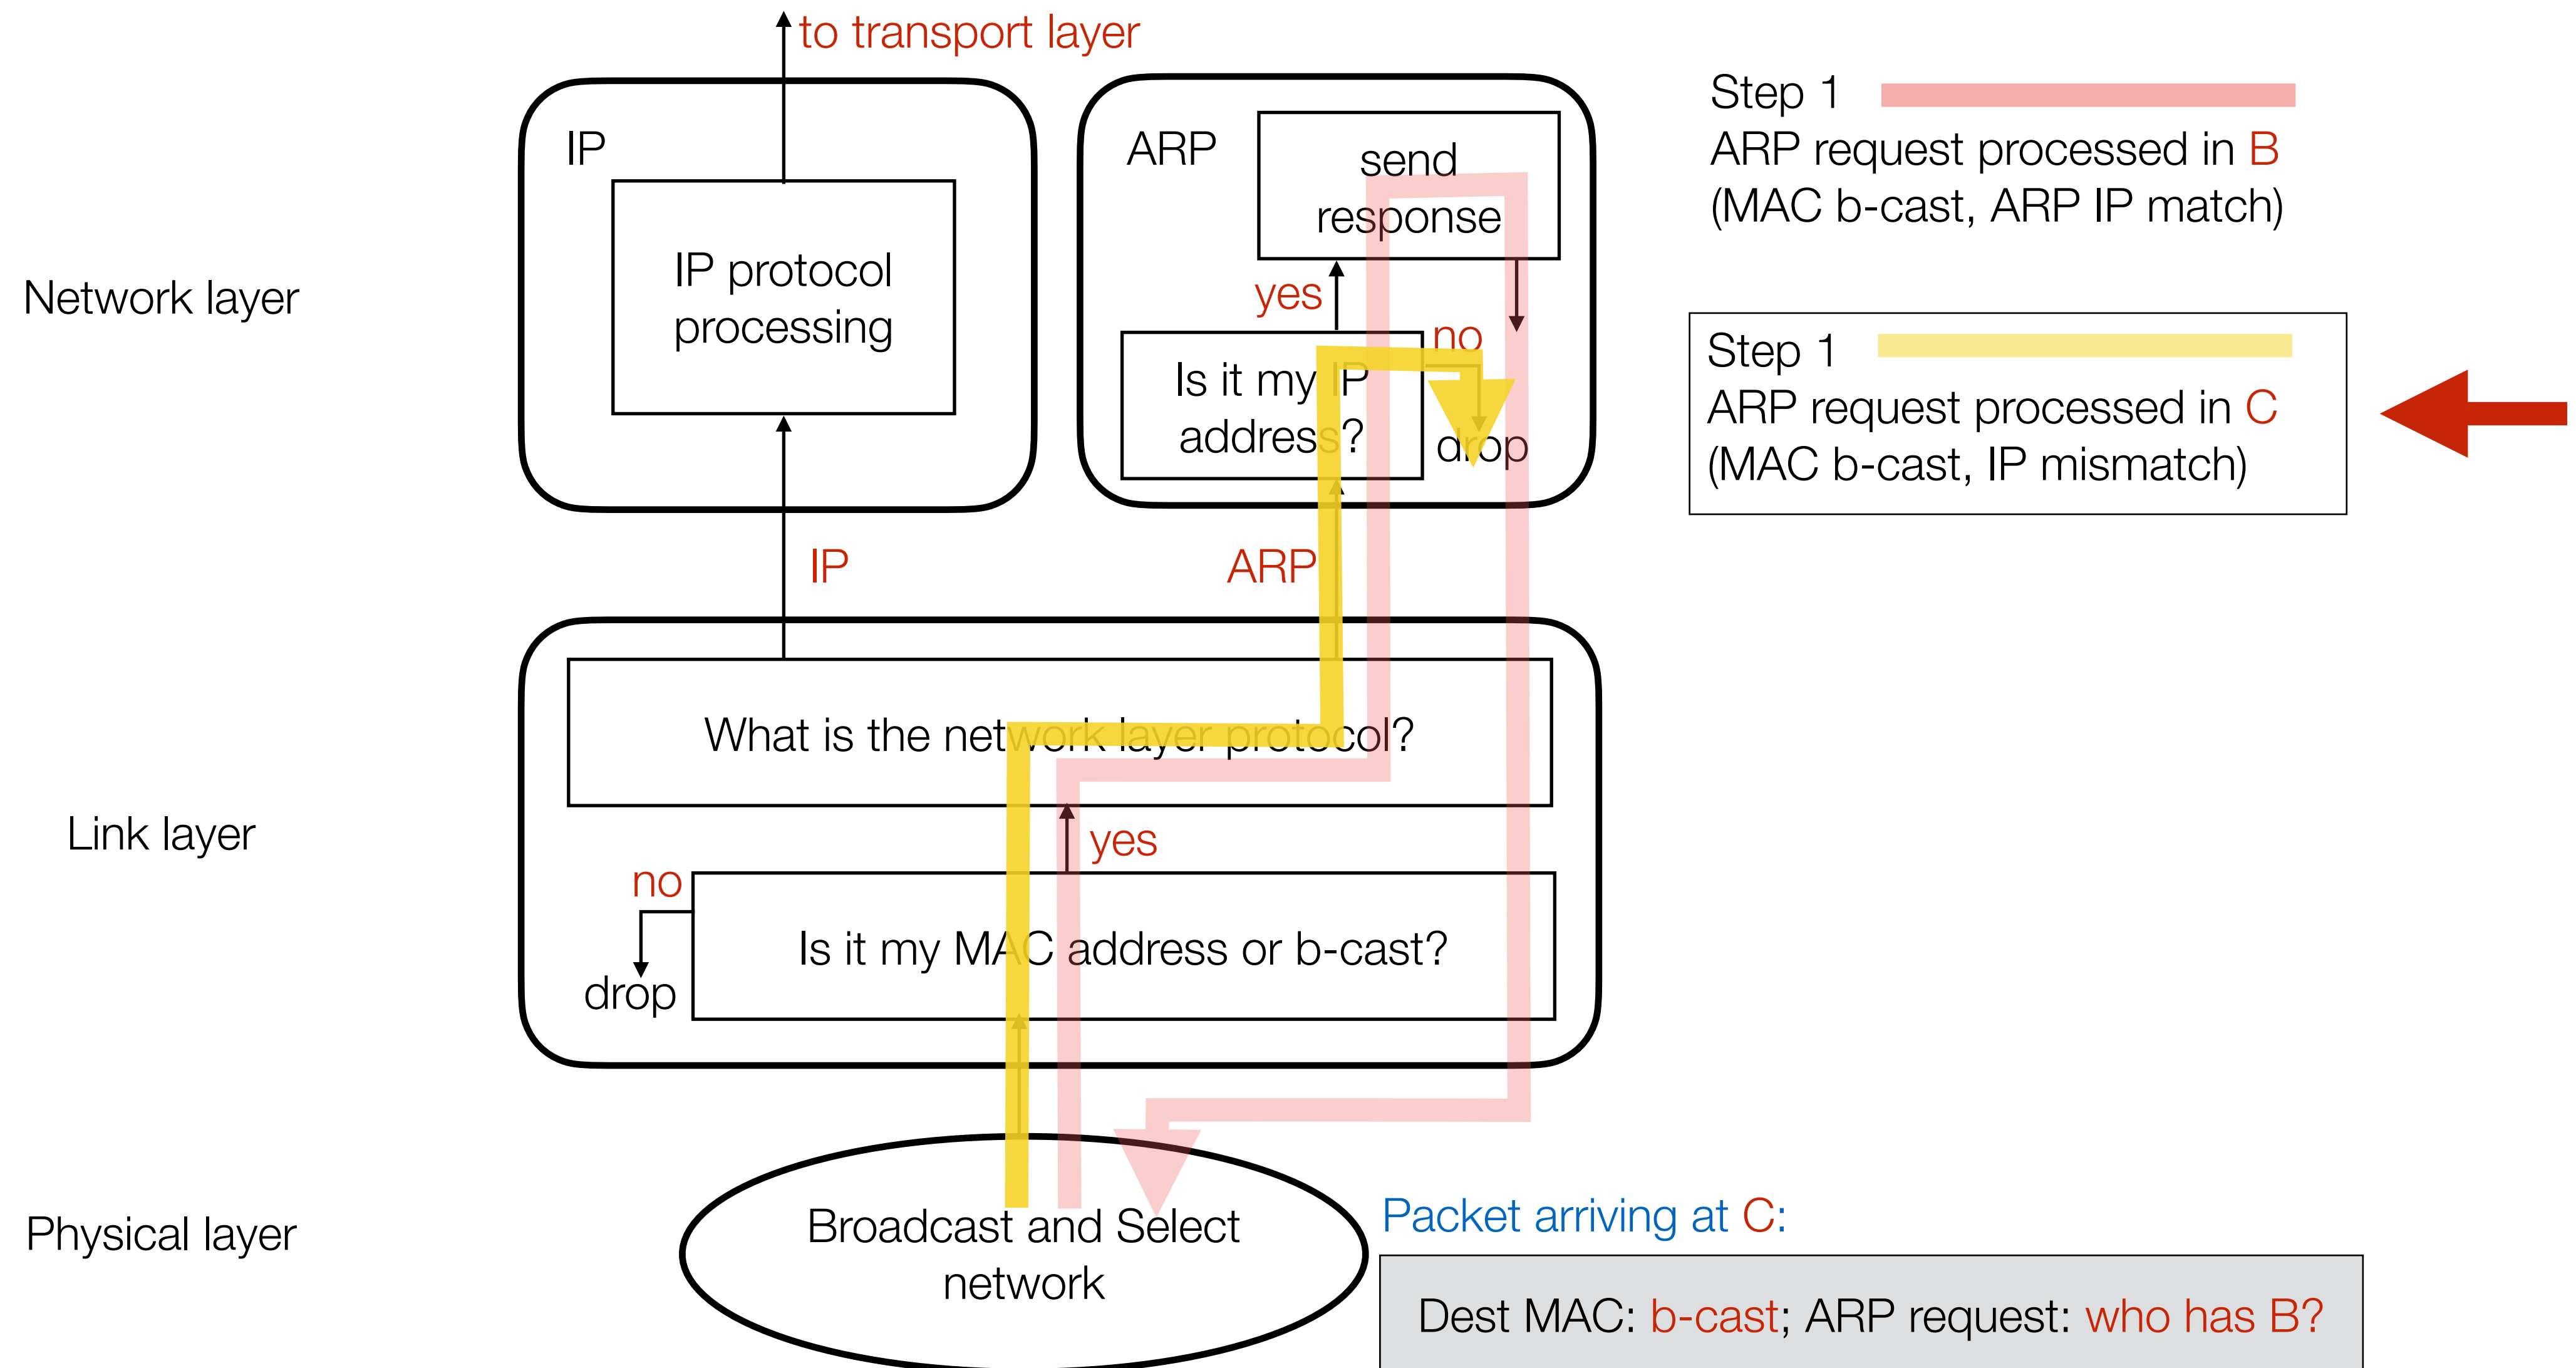 to transport layer
IP
IP protocol
processing
ARP
send
response
yes
no
Is it my IP
address?
drop
Network layer
Step 1
ARP request processed in B
(MAC b-cast, ARP IP match)
Step 1
ARP request processed in C
(MAC b-cast, IP mismatch)
IP
ARP
What is the network layer protocol?
Link layer
yes
no
Is it my MAC address or b-cast?
drop
Physical layer
Broadcast and Select
network
Packet arriving at C:
Dest MAC: b-cast; ARP request: who has B?